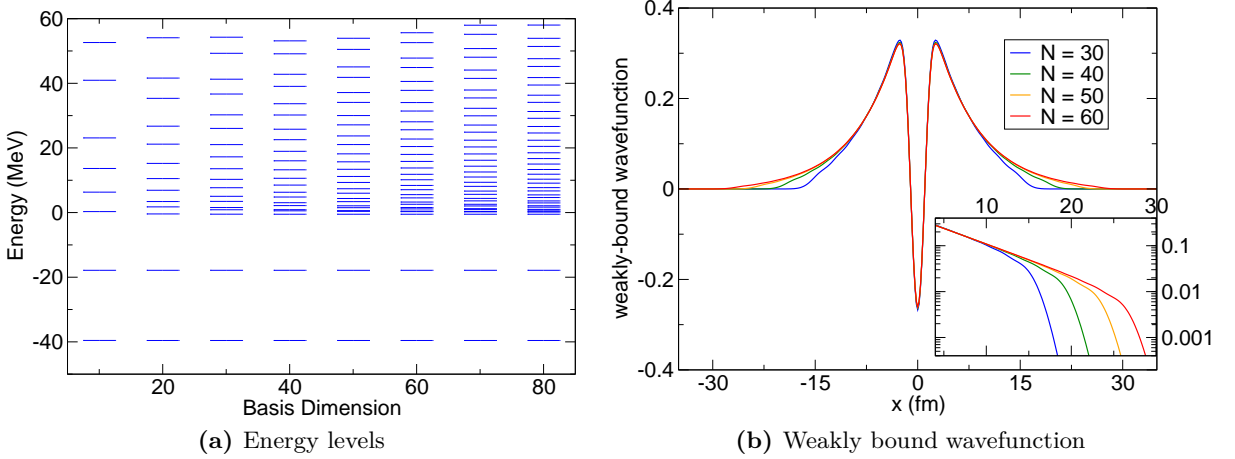 60
40
20
0
-20
-40
Energy (MeV)
20 40 60 80
Basis Dimension
(a) Energy levels
0.4
0.2
0
-0.2
-0.4
weakly-bound wavefunction
N = 30
N = 40
N = 50
N = 60
10 20 30
0.1
0.01
0.001
-30 -15 0 15 30
x (fm)
(b) Weakly bound wavefunction